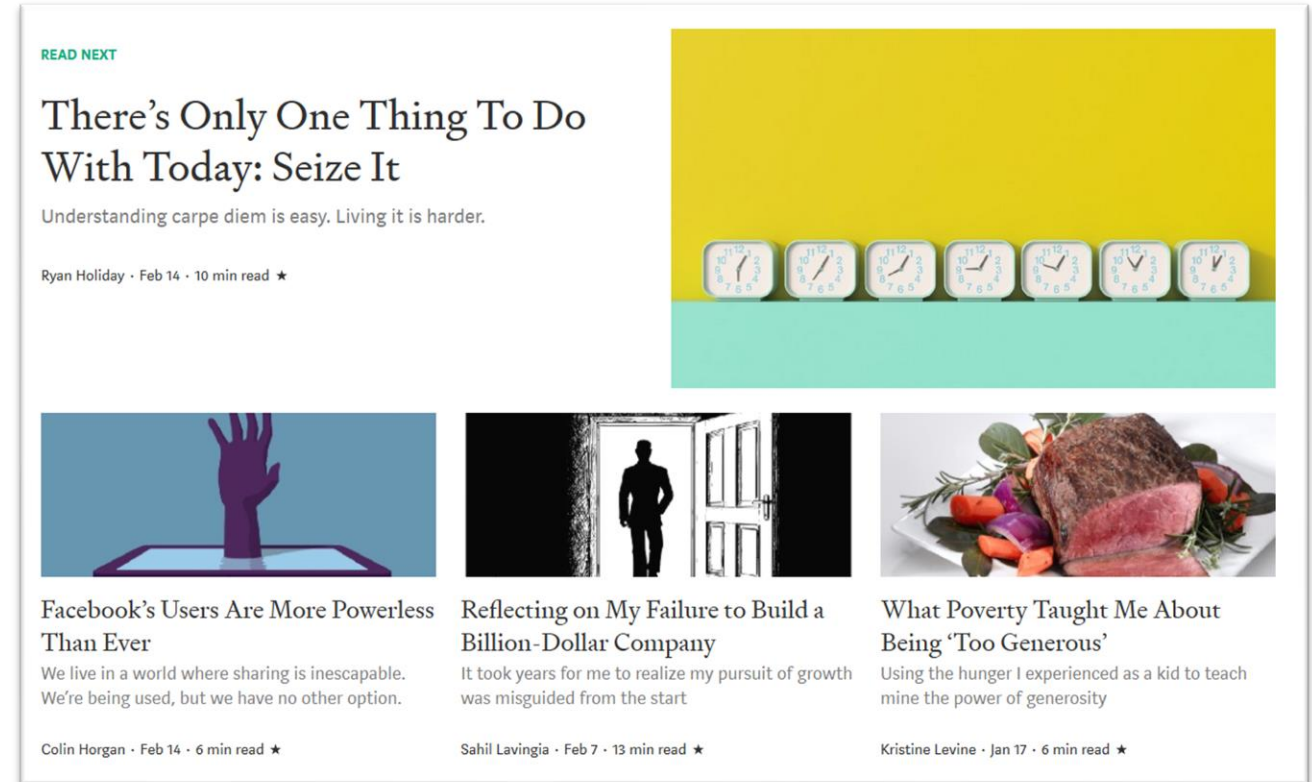 READ NEXT
There's Only One Thing To Do
With Today: Seize It
Understanding carpe diem is easy. Living it is harder.
Ryan Holiday · Feb 14 · 10 min read ★
Facebook's Users Are More Powerless
Than Ever
We live in a world where sharing is inescapable.
We're being used, but we have no other option.
Colin Horgan · Feb 14 · 6 min read ★
Reflecting on My Failure to Build a
Billion-Dollar Company
It took years for me to realize my pursuit of growth
was misguided from the start
Sahil Lavingia · Feb 7 · 13 min read ★
What Poverty Taught Me About
Being ‘Too Generous’
Using the hunger I experienced as a kid to teach
mine the power of generosity
Kristine Levine · Jan 17 · 6 min read ★